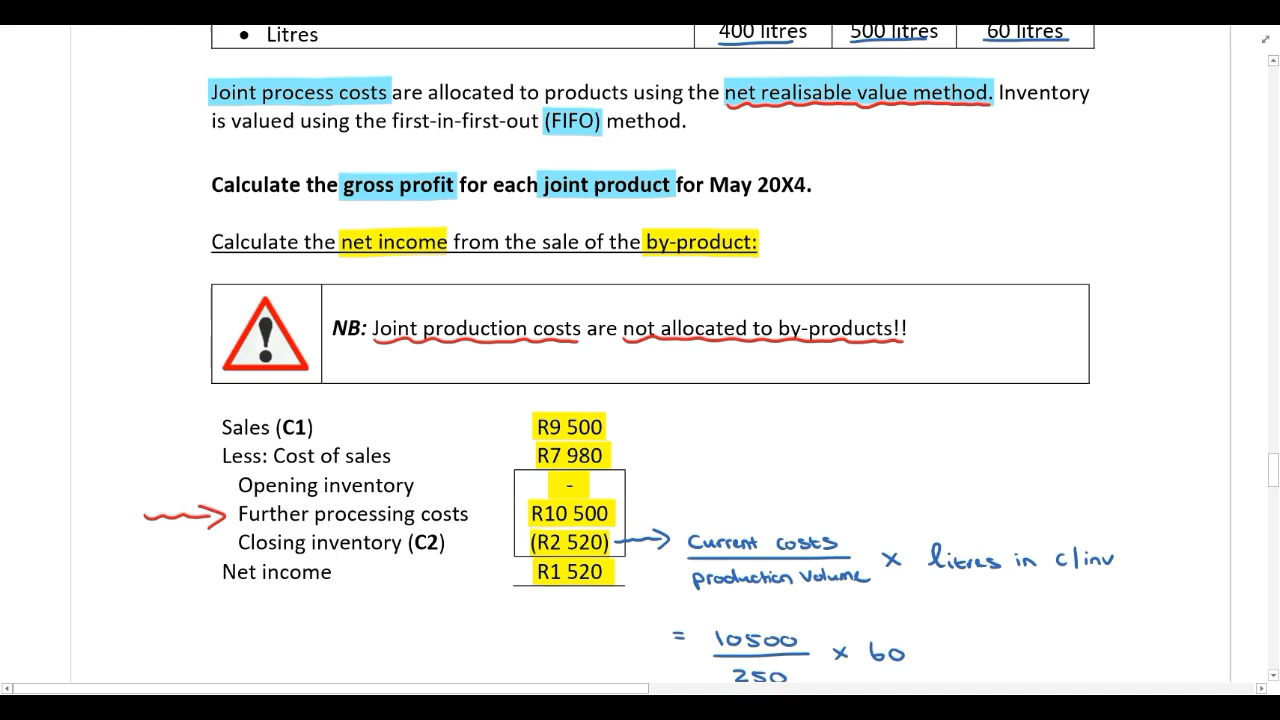 • Litres 400 litres 500 litres 60 litres
Joint process costs are allocated to products using the net realisable value method. Inventory
is valued using the first-in-first-out (FIFO) method.
Calculate the gross profit for each joint product for May 20X4.
Calculate the net income from the sale of the by-product:
NB: Joint production costs are not allocated to by-products!!
Sales (C1) R9 500
Less: Cost of sales R7 980
Opening inventory -
Further processing costs R10 500
Closing inventory (C2) (R2 520)
Net income R1 520
Current costs
production volume × litres in c/inv
= 10500
250 × 60